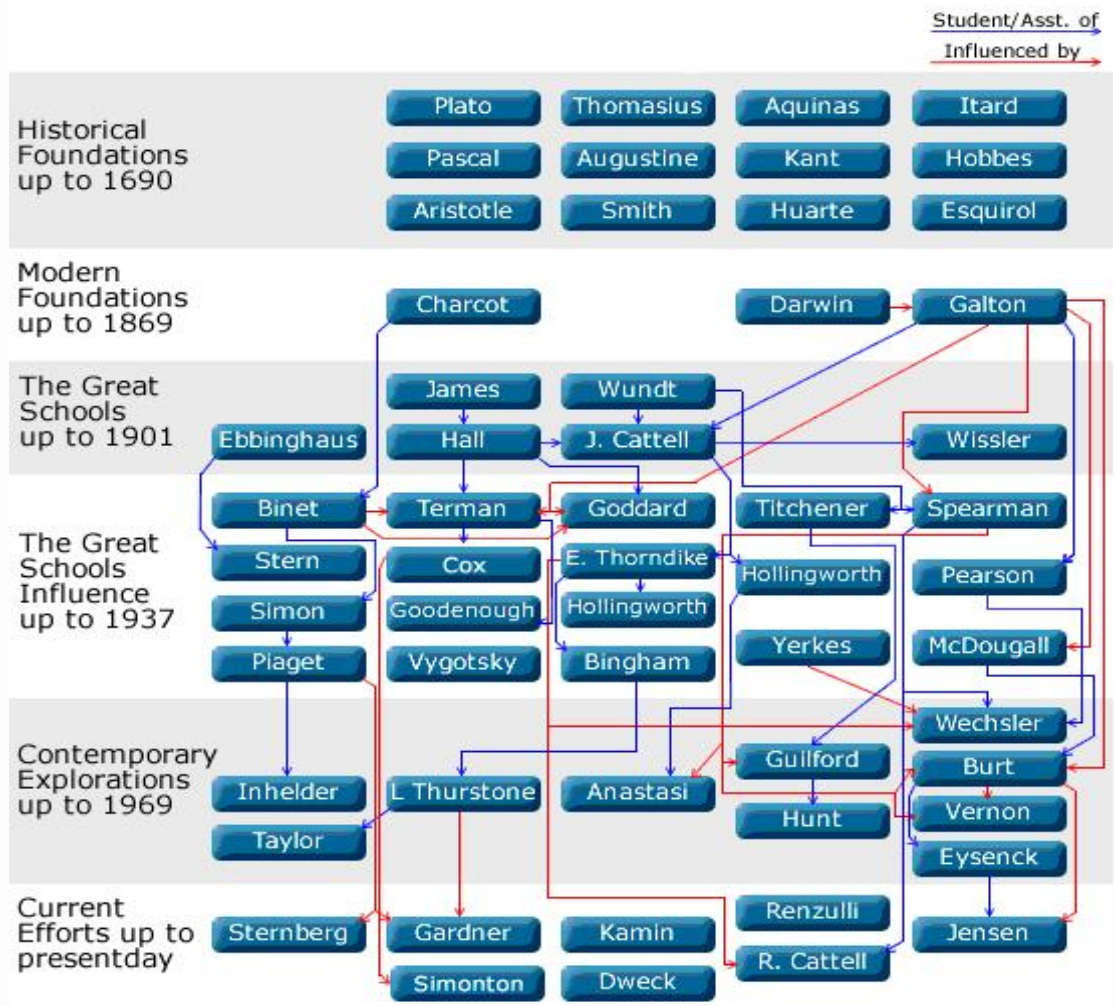 Student/Asst. of
Influenced by
Historical
Foundations
up to 1690
Plato
Thomasius
Aquinas
Itard
Pascal
Augustine
Kant
Hobbes
Aristotle
Smith
Huarte
Esquirol
Modern
Foundations
up to 1869
Charcot
Darwin
Galton
The Great
Schools
up to 1901
James
Wundt
Ebbinghaus
Hall
J. Cattell
Wissler
The Great
Schools
Influence
up to 1937
Binet
Terman
Goddard
Titchener
Spearman
Stern
Cox
E. Thorndike
Hollingworth
Pearson
Simon
Goodenough
Hollingworth
Piaget
Vygotsky
Bingham
Yerkes
McDougall
Contemporary
Explorations
up to 1969
Wechsler
Guilford
Burt
Inhelder
L Thurstone
Anastasi
Hunt
Vernon
Taylor
Eysenck
Current
Efforts up to
presentday
Renzulli
Sternberg
Gardner
Kamin
Jensen
R. Cattell
Simonton
Dweck